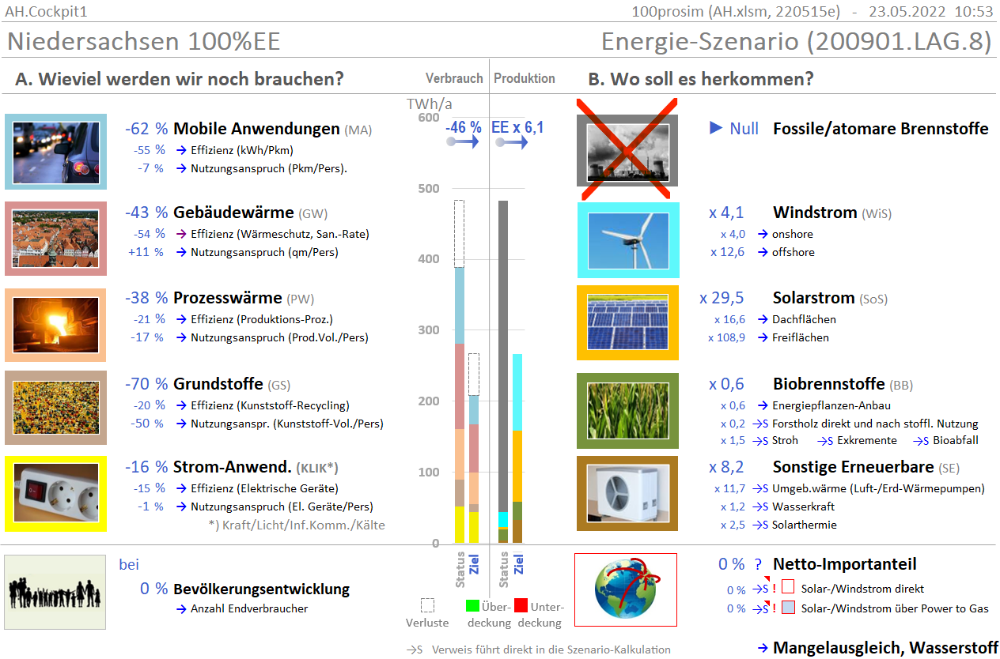 AH.Cockpit1
100prosim (AH.xlsm, 220515e) - 23.05.2022 10:53
Niedersachsen 100%EE
Energie-Szenario (200901.LAG.8)
A. Wieviel werden wir noch brauchen?
Verbrauch
Produktion
B. Wo soll es herkommen?
TWh/a
600
-46 %
EE x 6,1
500
400
300
200
100
0
-62 % Mobile Anwendungen (MA)
-55 % → Effizienz (kWh/Pkm)
-7 % → Nutzungsanspruch (Pkm/Pers).
-43 % Gebäudewärme (GW)
-54 % → Effizienz (Wärmeschutz, San.-Rate)
+11 % → Nutzungsanspruch (qm/Pers)
-38 % Prozesswärme (PW)
-21 % → Effizienz (Produktions-Proz.)
-17 % → Nutzungsanspruch (Prod.Vol./Pers)
-70 % Grundstoffe (GS)
-20 % → Effizienz (Kunststoff-Recycling)
-50 % → Nutzungsanspr. (Kunststoff-Vol./Pers)
-16 % Strom-Anwend. (KLIK*)
-15 % → Effizienz (Elektrische Geräte)
-1 % → Nutzungsanspruch (El. Geräte/Pers)
*) Kraft/Licht/Inf.Komm./Kälte
bei
0 % Bevölkerungsentwicklung
→ Anzahl Endverbraucher
Status
Ziel
Status
Ziel
Verluste
Über-
deckung
Unter-
deckung
→S Verweis führt direkt in die Szenario-Kalkulation
► Null Fossile/atomare Brennstoffe
x 4,1 Windstrom (WiS)
x 4,0 → onshore
x 12,6 → offshore
x 29,5 Solarstrom (SoS)
x 16,6 → Dachflächen
x 108,9 → Freiflächen
x 0,6 Biobrennstoffe (BB)
x 0,6 → Energiepflanzen-Anbau
x 0,2 →S Forstholz direkt und nach stoffl. Nutzung
x 1,5 →S Stroh →S Exkremente →S Bioabfall
x 8,2 Sonstige Erneuerbare (SE)
x 11,7 →S Umgeb.wärme (Luft-/Erd-Wärmepumpen)
x 1,2 →S Wasserkraft
x 2,5 →S Solarthermie
0 % ? Netto-Importanteil
0 % →S ! Solar-/Windstrom direkt
0 % →S ! Solar-/Windstrom über Power to Gas
→ Mangelausgleich, Wasserstoff